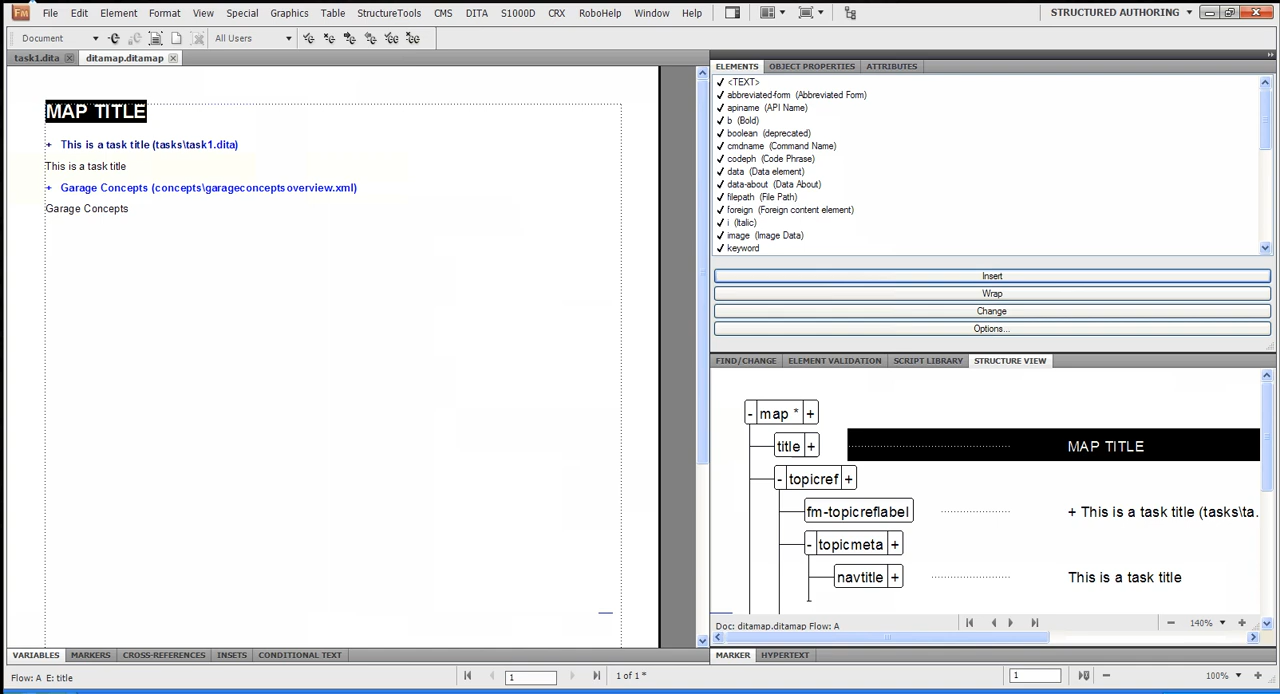 Fm File Edit Element Format View Special Graphics Table StructureTools CMS DITA S1000D CRX RoboHelp Window Help STRUCTURED AUTHORING
Document All Users
task1.dita ditamap.ditamap
MAP TITLE
+ This is a task title (tasks\task1.dita)
This is a task title
+ Garage Concepts (concepts\garageconceptsoverview.xml)
Garage Concepts
ELEMENTS OBJECT PROPERTIES ATTRIBUTES
<TEXT>
abbreviated-form (Abbreviated Form)
apiname (API Name)
b (Bold)
boolean (deprecated)
cmdname (Command Name)
codeph (Code Phrase)
data (Data element)
data-about (Data About)
filepath (File Path)
foreign (Foreign content element)
i (Italic)
image (Image Data)
keyword
Insert
Wrap
Change
Options...
FIND/CHANGE ELEMENT VALIDATION SCRIPT LIBRARY STRUCTURE VIEW
- map * +
title + MAP TITLE
- topicref +
fm-topicreflabel + This is a task title (tasks\ta.
- topicmeta +
navtitle + This is a task title
Doc: ditamap.ditamap Flow: A 140%
VARIABLES MARKERS CROSS-REFERENCES INSETS CONDITIONAL TEXT
MARKER HYPERTEXT
Flow: A E: title 1 1 of 1 * 1 100%